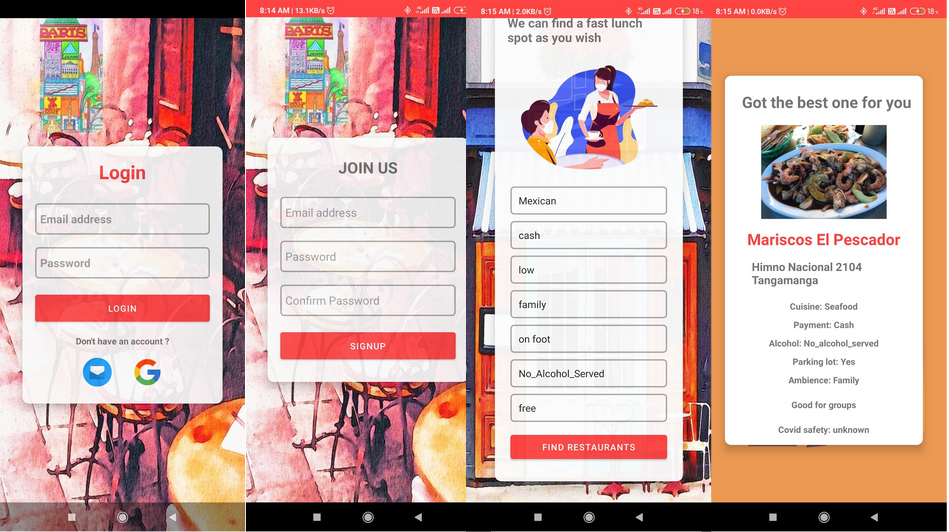 PARIS
Login
Email address
Password
LOGIN
Don't have an account ?
8:14 AM | 13.1KB/s
PARIS
JOIN US
Email address
Password
Confirm Password
SIGNUP
8:15 AM | 2.0KB/s
18
We can find a fast lunch
spot as you wish
Mexican
cash
low
family
on foot
No_Alcohol_Served
free
FIND RESTAURANTS
8:15 AM | 0.0KB/s
18
Got the best one for you
Mariscos El Pescador
Himno Nacional 2104
Tangamanga
Cuisine: Seafood
Payment: Cash
Alcohol: No_alcohol_served
Parking lot: Yes
Ambience: Family
Good for groups
Covid safety: unknown